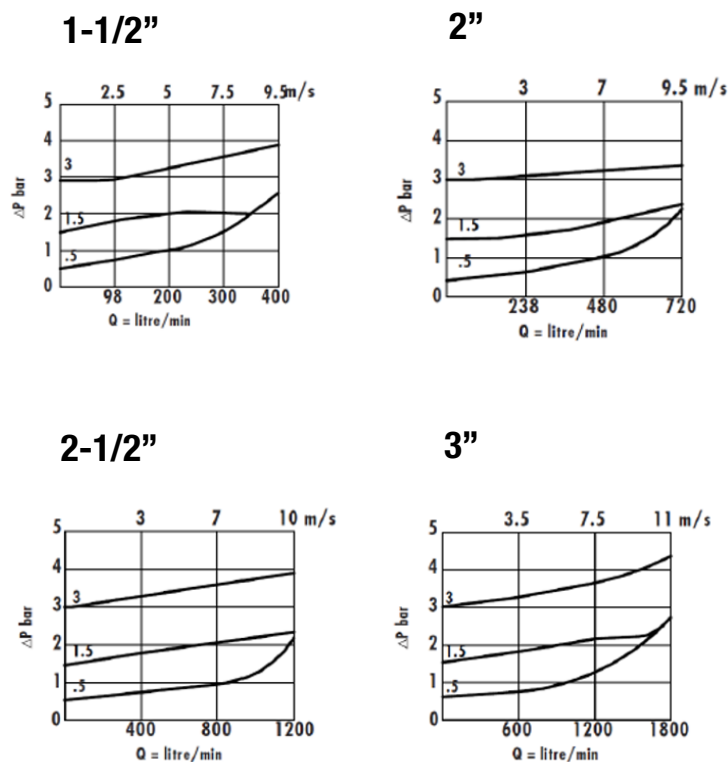 1-1/2”
2.5 5 7.5 9.5m/s
5
4
3
2
1
0
ΔP bar
3
1.5
.5
98 200 300 400
Q = litre/min
2”
3 7 9.5 m/s
5
4
3
2
1
0
ΔP bar
3
1.5
.5
238 480 720
Q = litre/min
2-1/2”
3 7 10 m/s
5
4
3
2
1
0
ΔP bar
3
1.5
.5
400 800 1200
Q = litre/min
3”
3.5 7.5 11 m/s
5
4
3
2
1
0
ΔP bar
3
1.5
.5
600 1200 1800
Q = litre/min